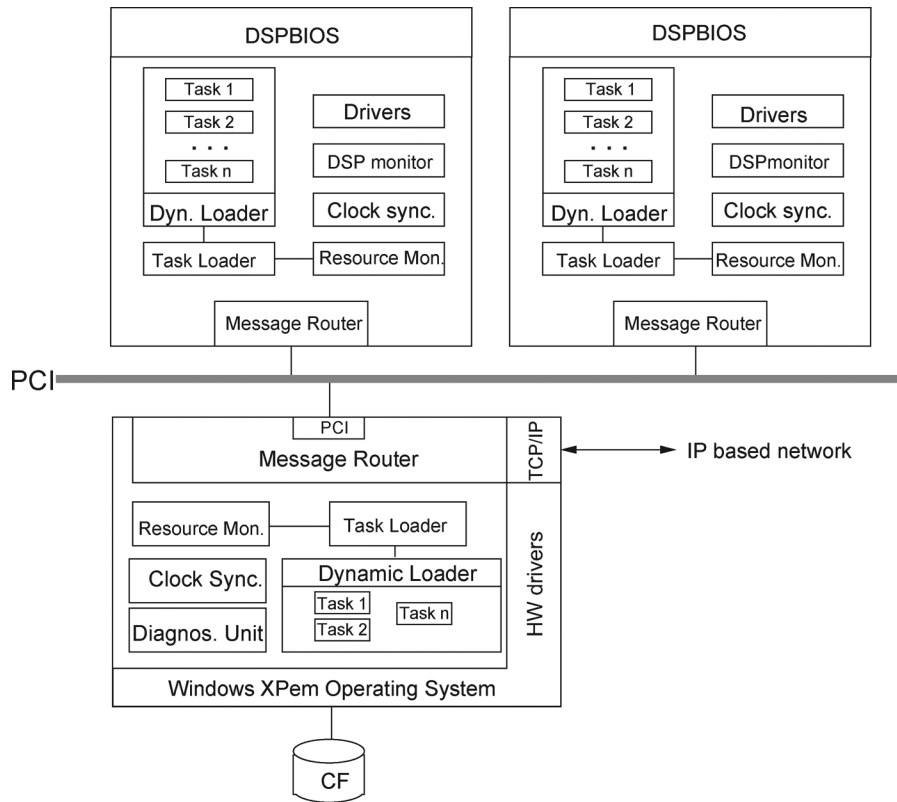 DSPBIOS
Task 1
Task 2
. . .
Task n
Dyn. Loader
Task Loader
Drivers
DSP monitor
Clock sync.
Resource Mon.
Message Router
DSPBIOS
Task 1
Task 2
. . .
Task n
Dyn. Loader
Task Loader
Drivers
DSPmonitor
Clock sync.
Resource Mon.
Message Router
PCI
PCI
Message Router
TCP/IP
IP based network
Resource Mon.
Task Loader
Clock Sync.
Dynamic Loader
Task 1
Task 2
Task n
Diagnos. Unit
HW drivers
Windows XPem Operating System
CF